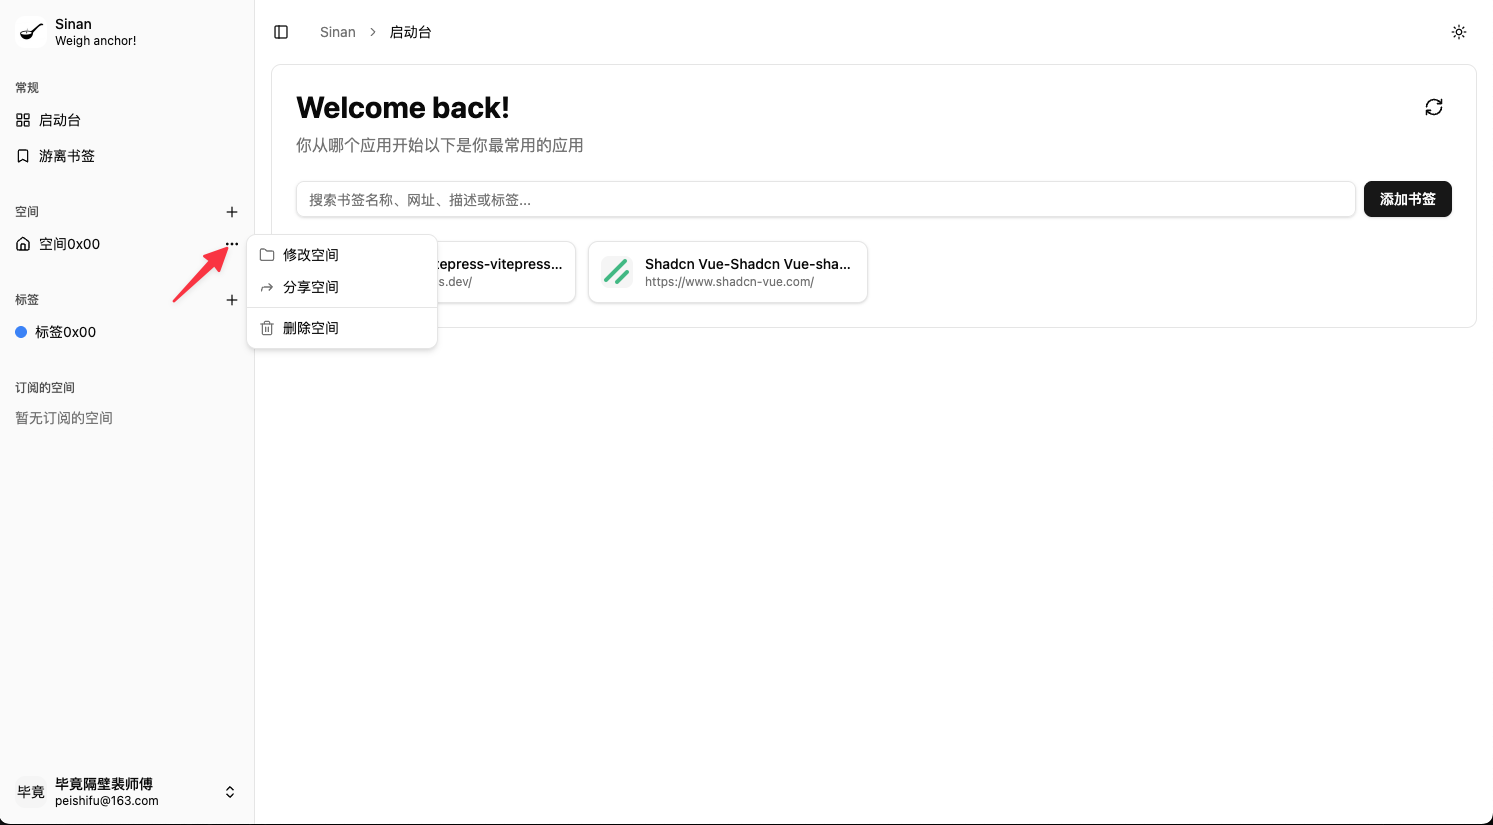 Sinan
Weigh anchor!
常规
启动台
游离书签
空间
空间0x00
标签
标签0x00
订阅的空间
暂无订阅的空间
毕竟
毕竟隔壁裴师傅
peishifu@163.com
Sinan
启动台
Welcome back!
你从哪个应用开始以下是你最常用的应用
搜索书签名称、网址、描述或标签...
添加书签
修改空间
分享空间
删除空间
tepress-vitepress...
s.dev/
Shadcn Vue-Shadcn Vue-sha...
https://www.shadcn-vue.com/